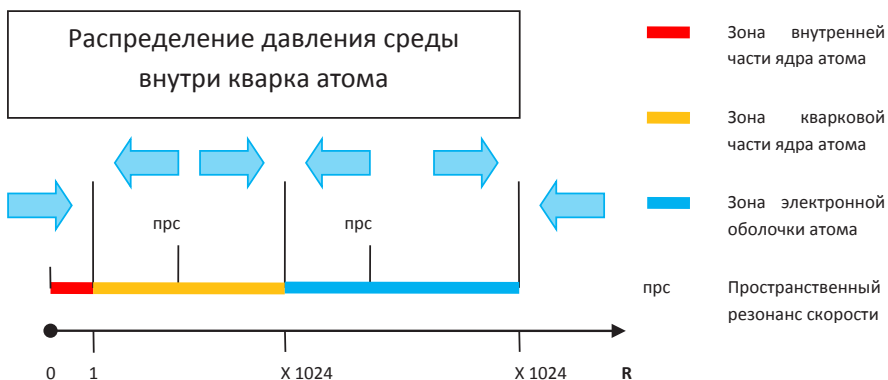 Распределение давления среды
внутри кварка атома
прс
прс
0
1
X 1024
X 1024
R
Зона внутренней
части ядра атома
Зона кварковой
части ядра атома
Зона электронной
оболочки атома
прс
Пространственный
резонанс скорости